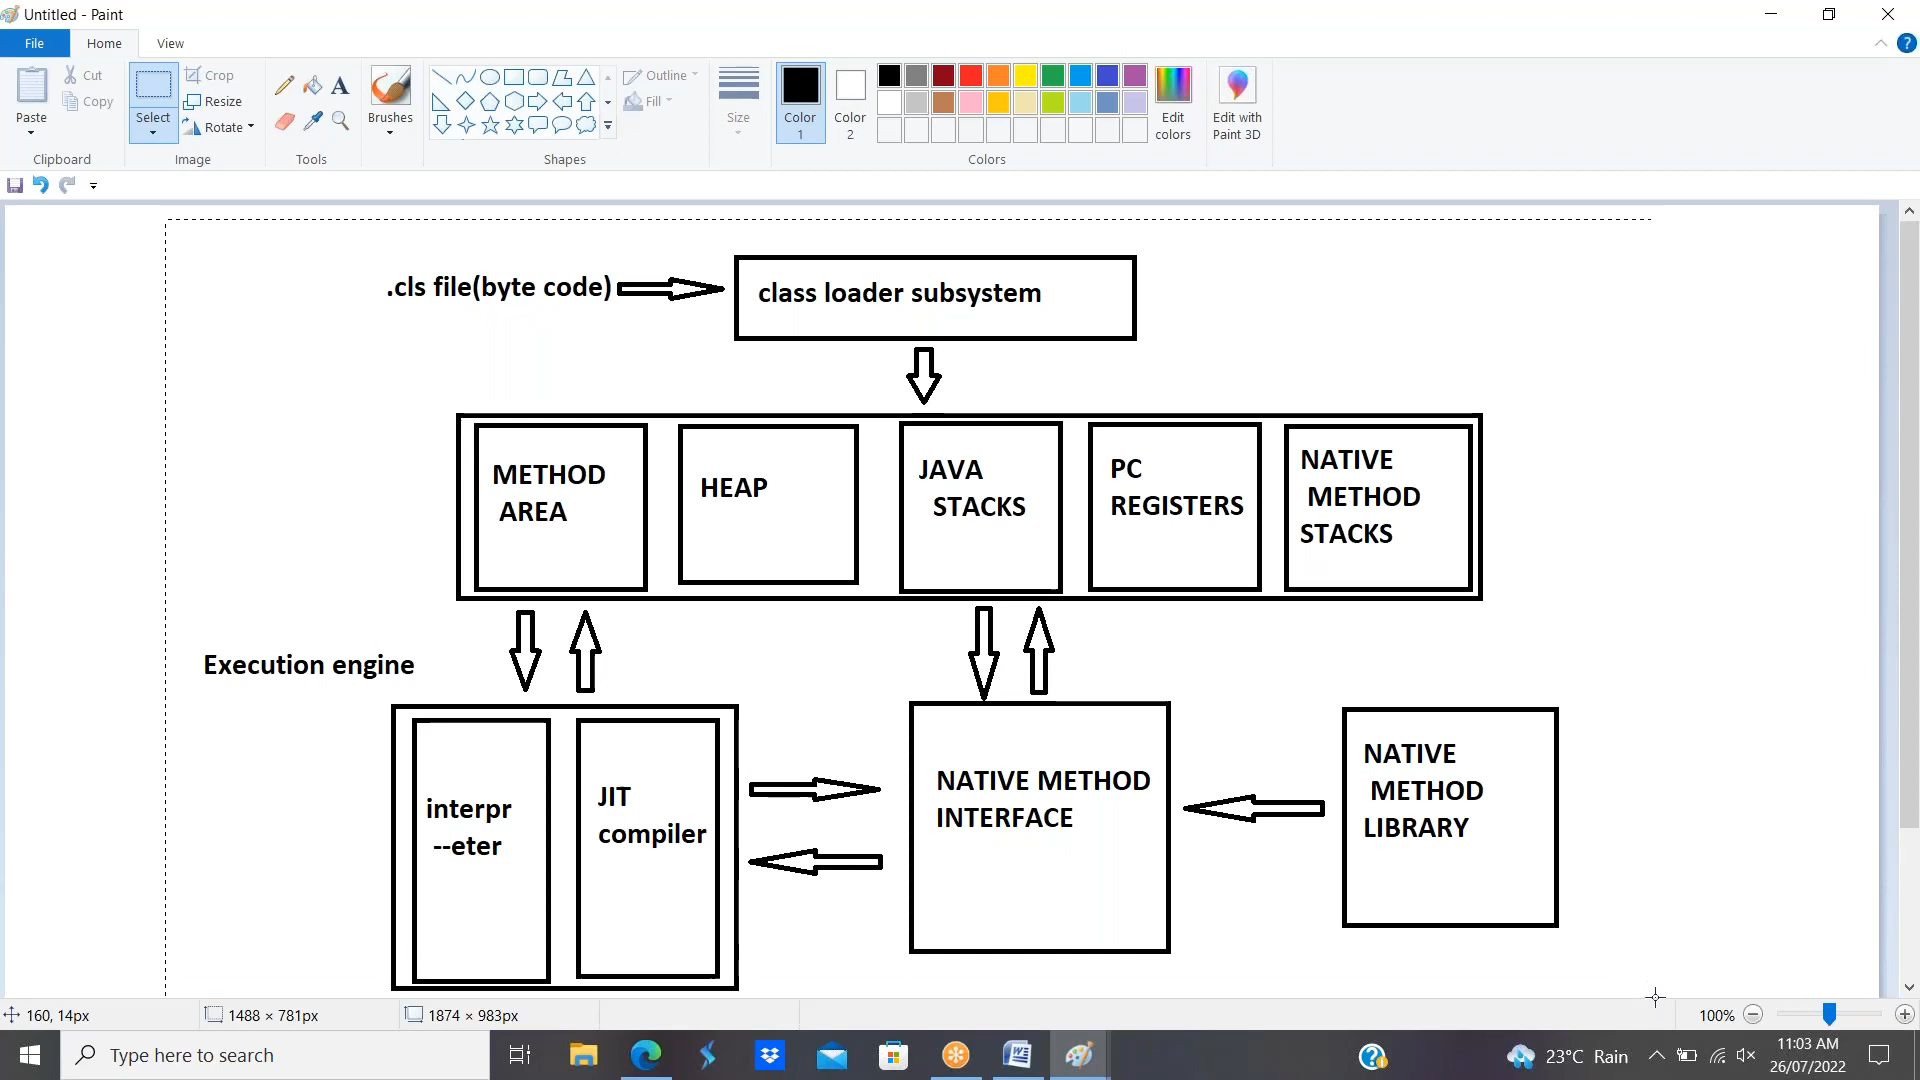 Untitled - Paint
File
Home
View
Paste
Cut
Copy
Clipboard
Select
Crop
Resize
Rotate
Image
A
Tools
Brushes
Outline
Fill
Shapes
Size
Color
1
Color
2
Colors
Edit
colors
Edit with
Paint 3D
.cls file(byte code)
class loader subsystem
METHOD
AREA
HEAP
JAVA
STACKS
PC
REGISTERS
NATIVE
METHOD
STACKS
Execution engine
interpr
--eter
JIT
compiler
NATIVE METHOD
INTERFACE
NATIVE
METHOD
LIBRARY
160, 14px
1488 × 781px
1874 × 983px
100%
Type here to search
23°C Rain
11:03 AM
26/07/2022